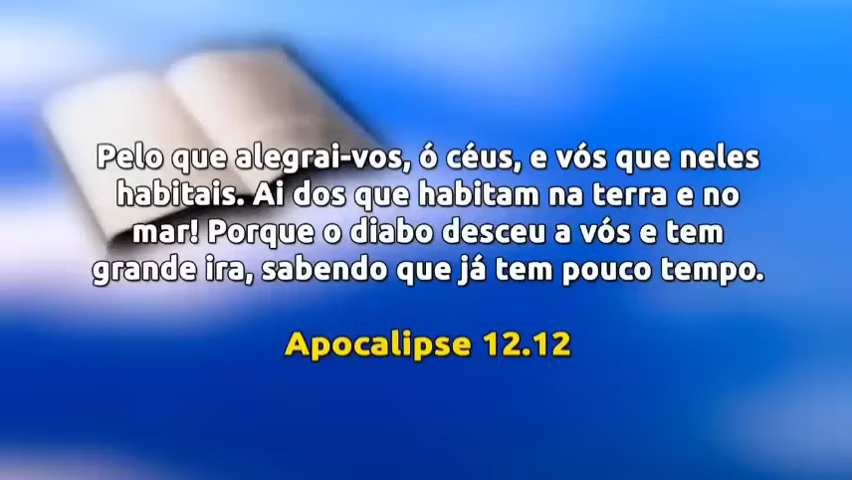 Pelo que alegrai-vos, ó céus, e vós que neles
habitais. Ai dos que habitam na terra e no
mar! Porque o diabo desceu a vós e tem
grande ira, sabendo que já tem pouco tempo.
Apocalipse 12.12